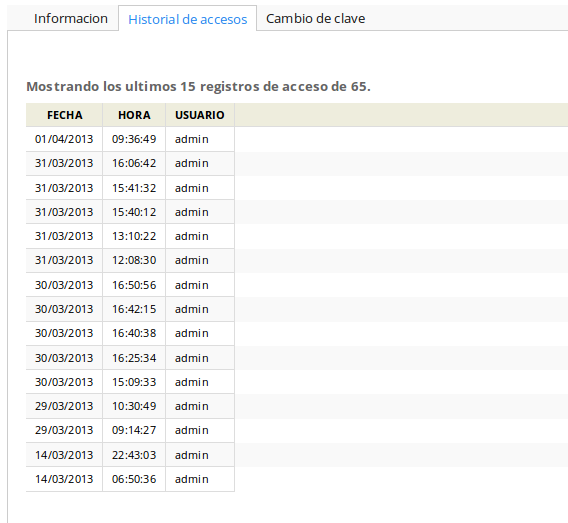 Informacion Historial de accesos Cambio de clave
Mostrando los ultimos 15 registros de acceso de 65.
FECHA HORA USUARIO
01/04/2013 09:36:49 admin
31/03/2013 16:06:42 admin
31/03/2013 15:41:32 admin
31/03/2013 15:40:12 admin
31/03/2013 13:10:22 admin
31/03/2013 12:08:30 admin
30/03/2013 16:50:56 admin
30/03/2013 16:42:15 admin
30/03/2013 16:40:38 admin
30/03/2013 16:25:34 admin
30/03/2013 15:09:33 admin
29/03/2013 10:30:49 admin
29/03/2013 09:14:27 admin
14/03/2013 22:43:03 admin
14/03/2013 06:50:36 admin